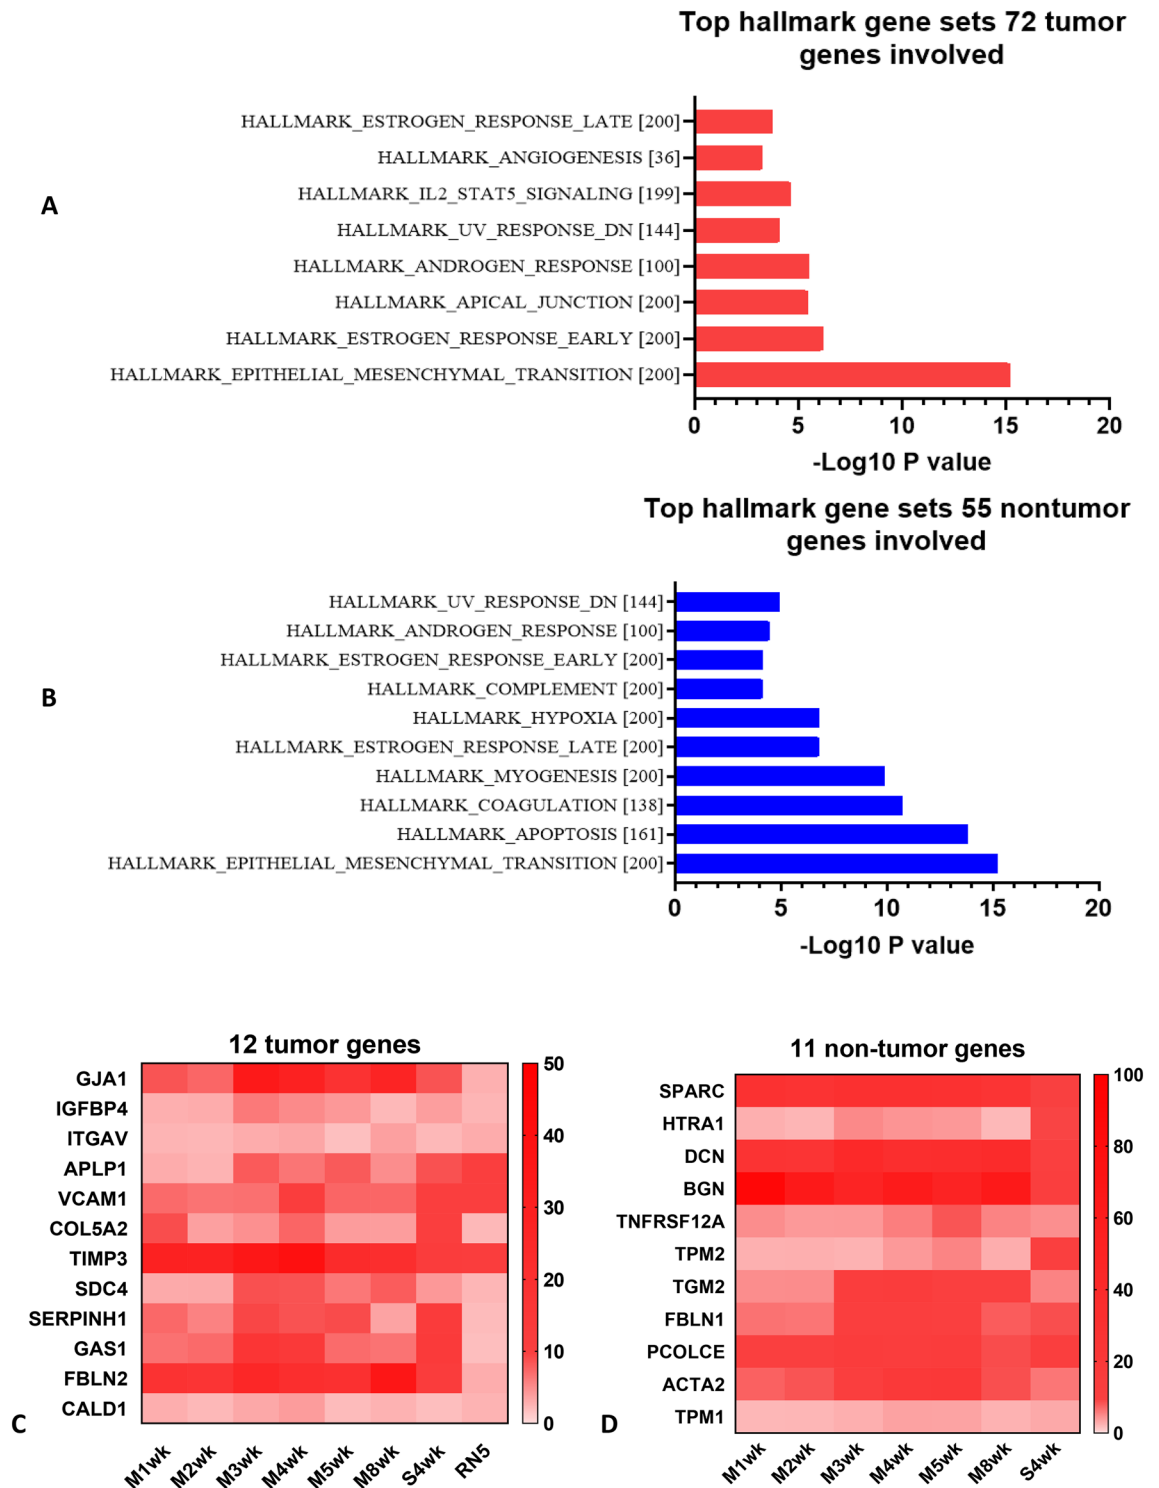 Top hallmark gene sets 72 tumor
genes involved
A
HALLMARK_ESTROGEN_RESPONSE_LATE [200]
HALLMARK_ANGIOGENESIS [36]
HALLMARK_IL2_STAT5_SIGNALING [199]
HALLMARK_UV_RESPONSE_DN [144]
HALLMARK_ANDROGEN_RESPONSE [100]
HALLMARK_APICAL_JUNCTION [200]
HALLMARK_ESTROGEN_RESPONSE_EARLY [200]
HALLMARK_EPITHELIAL_MESENCHYMAL_TRANSITION [200]
0 5 10 15 20
-Log10 P value
Top hallmark gene sets 55 nontumor
genes involved
B
HALLMARK_UV_RESPONSE_DN [144]
HALLMARK_ANDROGEN_RESPONSE [100]
HALLMARK_ESTROGEN_RESPONSE_EARLY [200]
HALLMARK_COMPLEMENT [200]
HALLMARK_HYPOXIA [200]
HALLMARK_ESTROGEN_RESPONSE_LATE [200]
HALLMARK_MYOGENESIS [200]
HALLMARK_COAGULATION [138]
HALLMARK_APOPTOSIS [161]
HALLMARK_EPITHELIAL_MESENCHYMAL_TRANSITION [200]
0 5 10 15 20
-Log10 P value
12 tumor genes
GJA1
IGFBP4
ITGAV
APLP1
VCAM1
COL5A2
TIMP3
SDC4
SERPINH1
GAS1
FBLN2
CALD1
50
40
30
20
10
0
C
M1wk M2wk M3wk M4wk M5wk M8wk S4wk RN5
11 non-tumor genes
SPARC
HTRA1
DCN
BGN
TNFRSF12A
TPM2
TGM2
FBLN1
PCOLCE
ACTA2
TPM1
100
80
60
40
20
0
D
M1wk M2wk M3wk M4wk M5wk M8wk S4wk